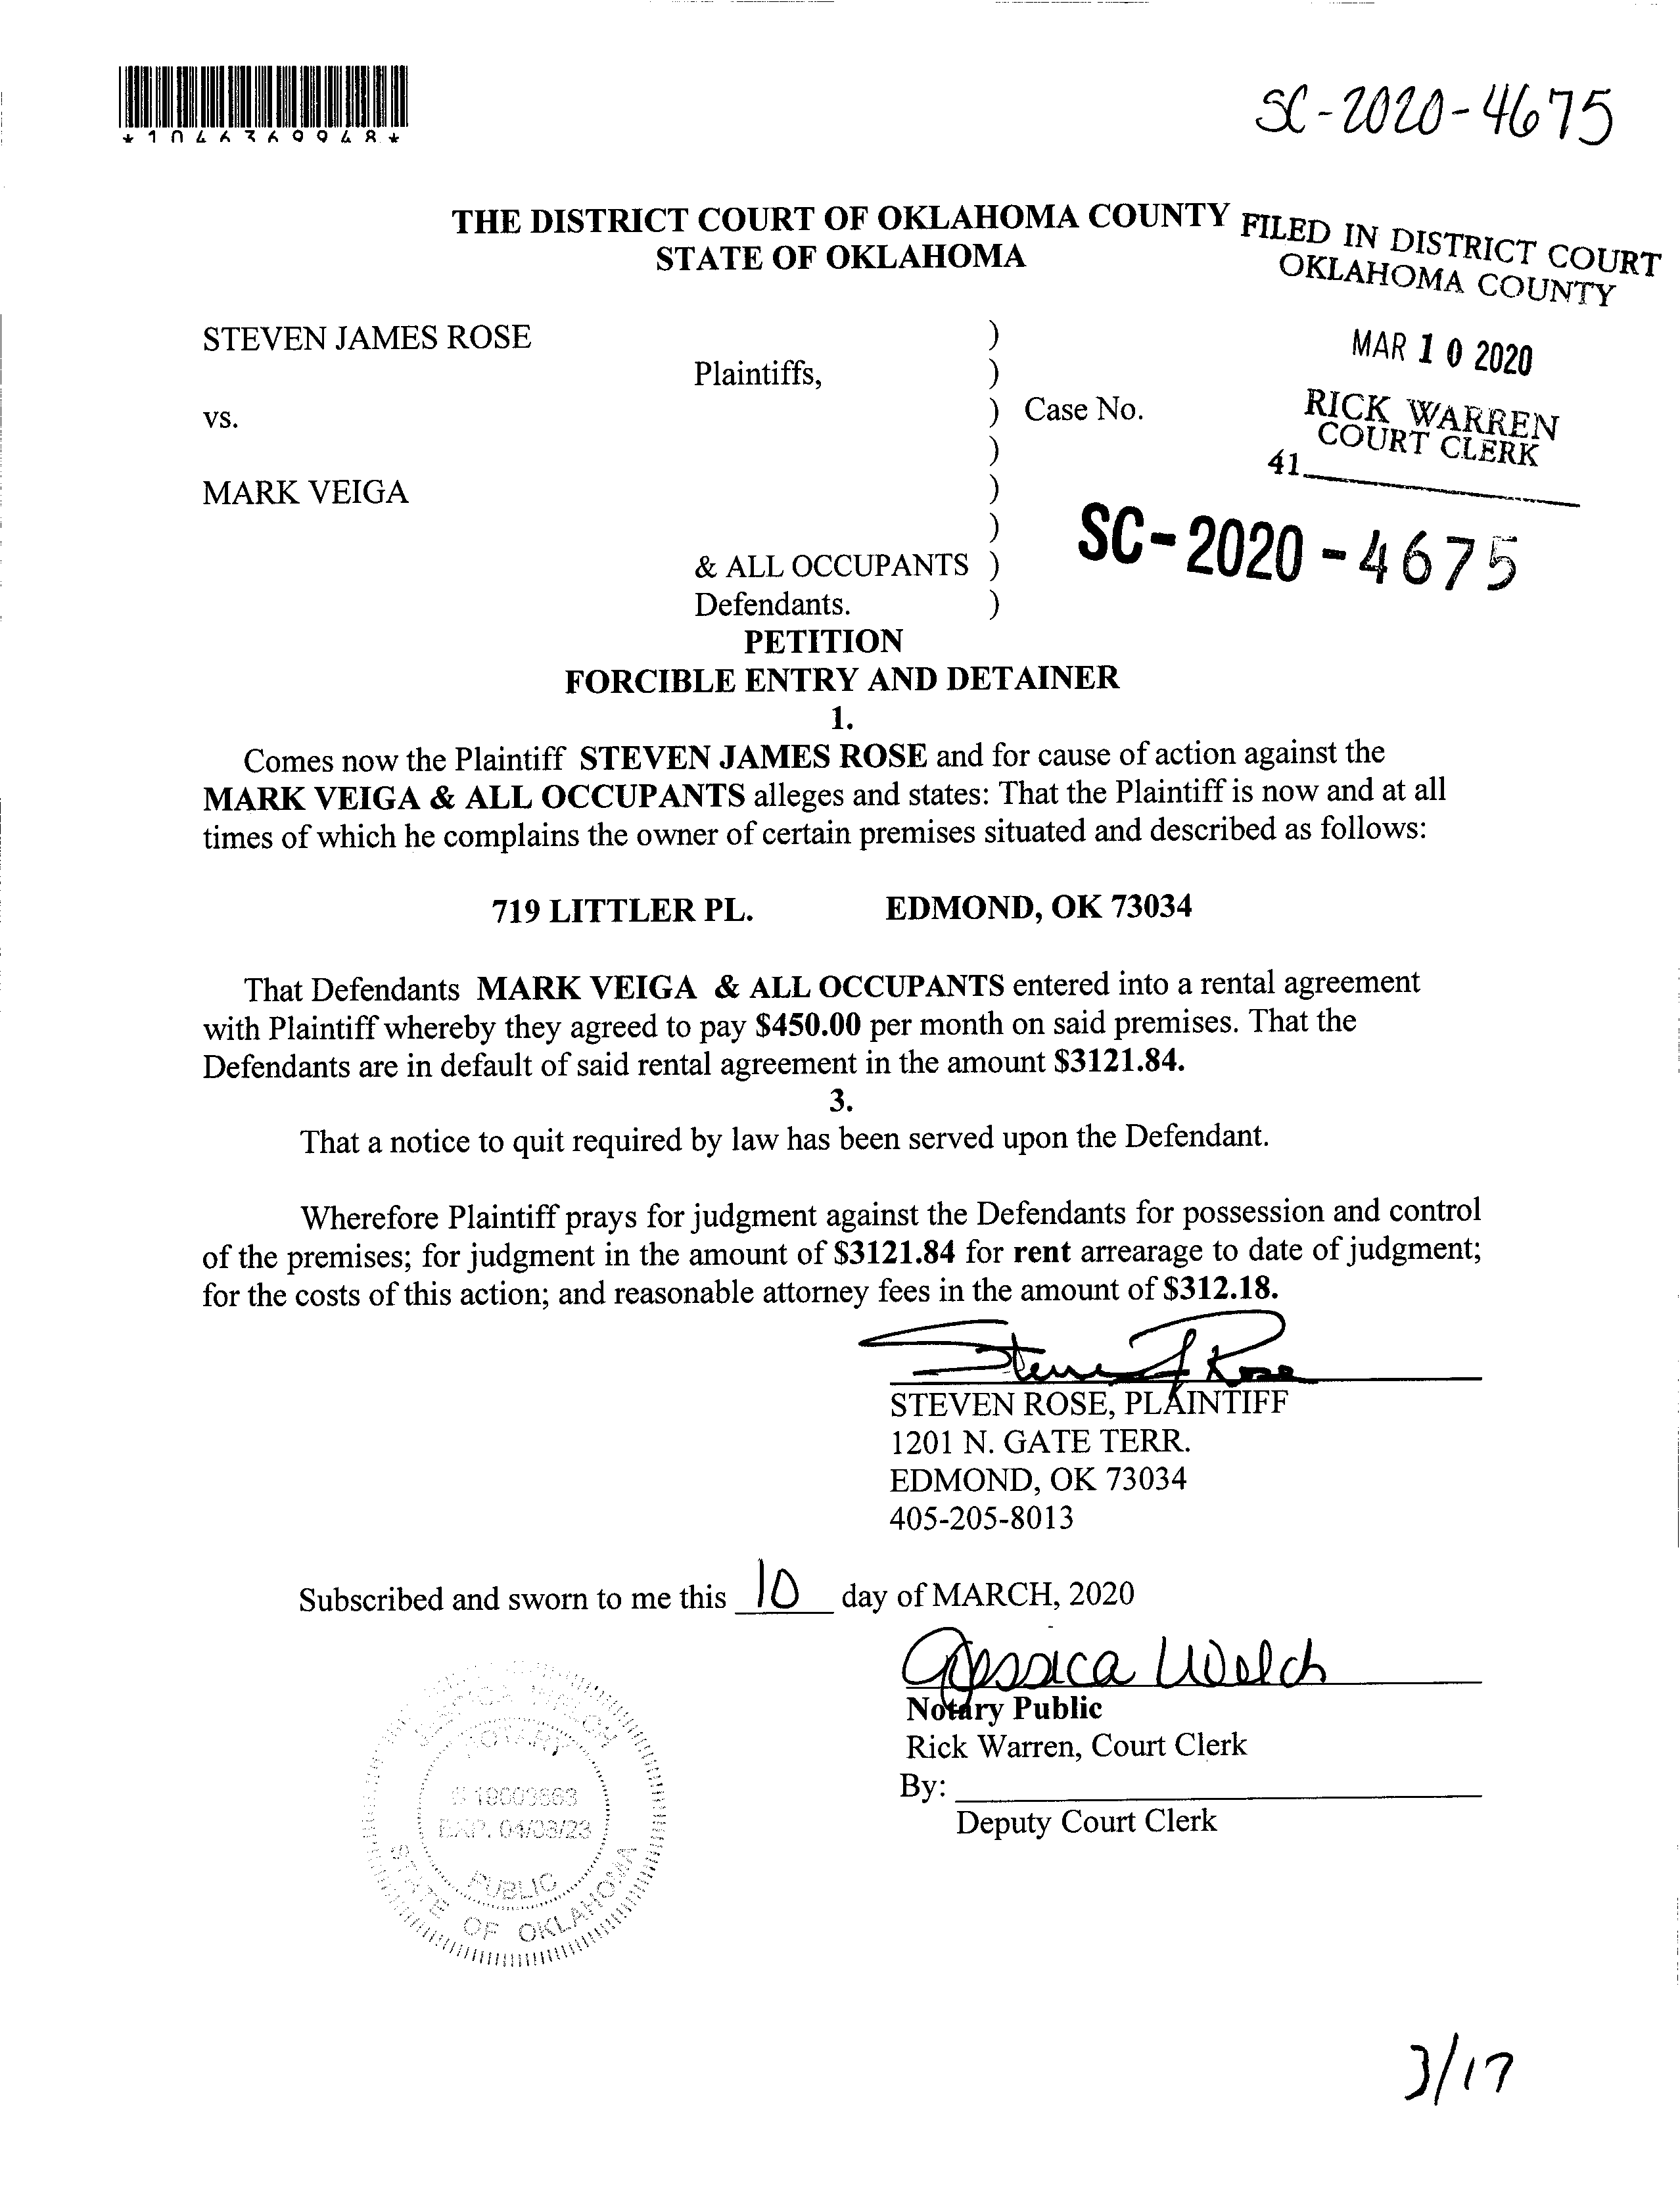 *1046369948*
SC-2020-4675
THE DISTRICT COURT OF OKLAHOMA COUNTY
STATE OF OKLAHOMA
FILED IN DISTRICT COURT
OKLAHOMA COUNTY
MAR 10 2020
RICK WARREN
COURT CLERK
41
STEVEN JAMES ROSE )
Plaintiffs, )
vs. ) Case No.
)
MARK VEIGA )
)
SC-2020-4675
& ALL OCCUPANTS )
Defendants. )
PETITION
FORCIBLE ENTRY AND DETAINER
1.
Comes now the Plaintiff STEVEN JAMES ROSE and for cause of action against the
MARK VEIGA & ALL OCCUPANTS alleges and states: That the Plaintiff is now and at all
times of which he complains the owner of certain premises situated and described as follows:
719 LITTLER PL. EDMOND, OK 73034
That Defendants MARK VEIGA & ALL OCCUPANTS entered into a rental agreement
with Plaintiff whereby they agreed to pay $450.00 per month on said premises. That the
Defendants are in default of said rental agreement in the amount $3121.84.
3.
That a notice to quit required by law has been served upon the Defendant.
Wherefore Plaintiff prays for judgment against the Defendants for possession and control
of the premises; for judgment in the amount of $3121.84 for rent arrearage to date of judgment;
for the costs of this action; and reasonable attorney fees in the amount of $312.18.
Steven J Rose
STEVEN ROSE, PLAINTIFF
1201 N. GATE TERR.
EDMOND, OK 73034
405-205-8013
Subscribed and sworn to me this 10 day of MARCH, 2020
Jessica Welch
Notary Public
Rick Warren, Court Clerk
By:
Deputy Court Clerk
JESSICA WELCH
NOTARY
EXP. 04/03/23
PUBLIC
STATE OF OKLAHOMA
3/17